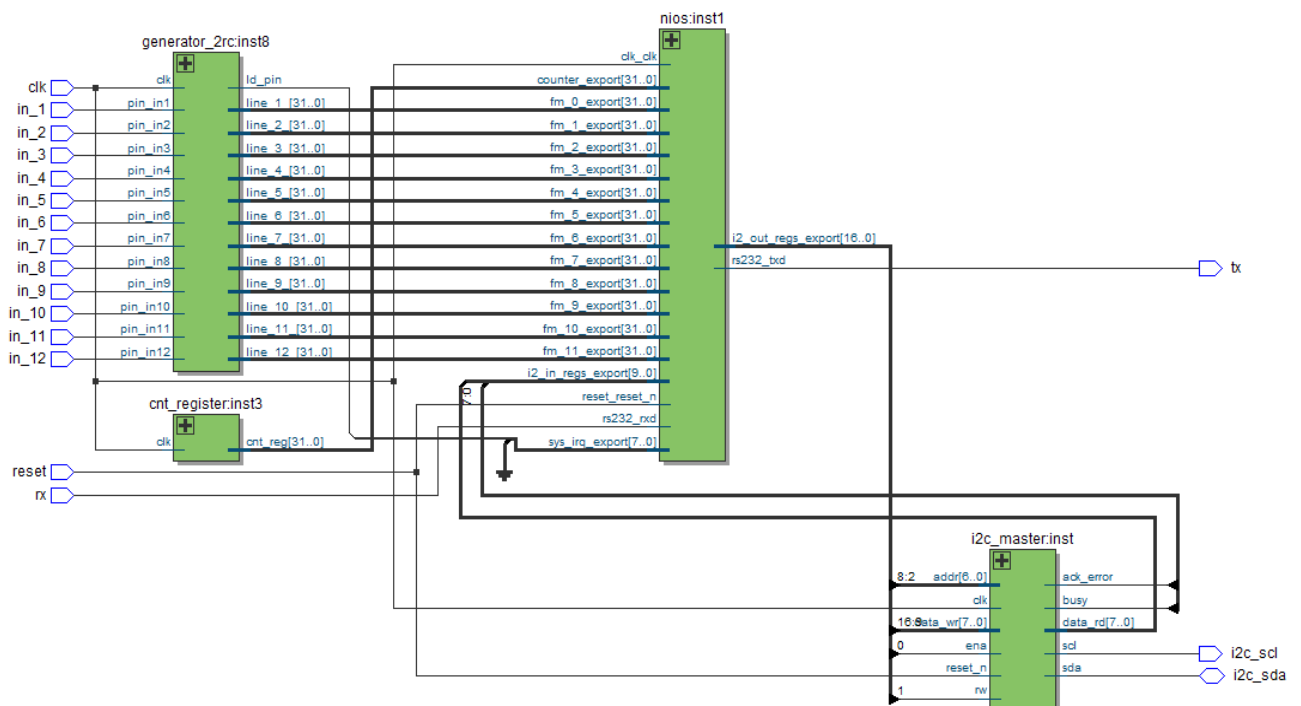 nios:inst1
generator_2rc:inst8
clk_clk
clk
clk
ld_pin
counter_export[31..0]
in_1
pin_in1
line_1_[31..0]
fm_0_export[31..0]
in_2
pin_in2
line_2_[31..0]
fm_1_export[31..0]
in_3
pin_in3
line_3_[31..0]
fm_2_export[31..0]
in_4
pin_in4
line_4_[31..0]
fm_3_export[31..0]
in_5
pin_in5
line_5_[31..0]
fm_4_export[31..0]
in_6
pin_in6
line_6_[31..0]
fm_5_export[31..0]
in_7
pin_in7
line_7_[31..0]
fm_6_export[31..0]
i2_out_regs_export[16..0]
in_8
pin_in8
line_8_[31..0]
fm_7_export[31..0]
rs232_txd
tx
in_9
pin_in9
line_9_[31..0]
fm_8_export[31..0]
in_10
pin_in10
line_10_[31..0]
fm_9_export[31..0]
in_11
pin_in11
line_11_[31..0]
fm_10_export[31..0]
in_12
pin_in12
line_12_[31..0]
fm_11_export[31..0]
i2_in_regs_export[9..0]
7:0
reset_reset_n
cnt_register:inst3
rs232_rxd
clk
cnt_reg[31..0]
sys_irq_export[7..0]
reset
rx
i2c_master:inst
8:2
addr[6..0]
ack_error
clk
busy
16:9
data_wr[7..0]
data_rd[7..0]
0
ena
scl
i2c_scl
reset_n
sda
i2c_sda
1
rw